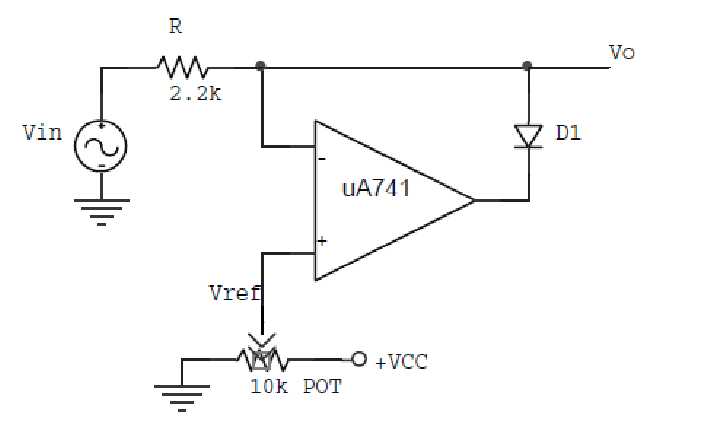 R
Vo
2.2k
Vin
+
-
D1
-
uA741
+
Vref
+VCC
10k POT